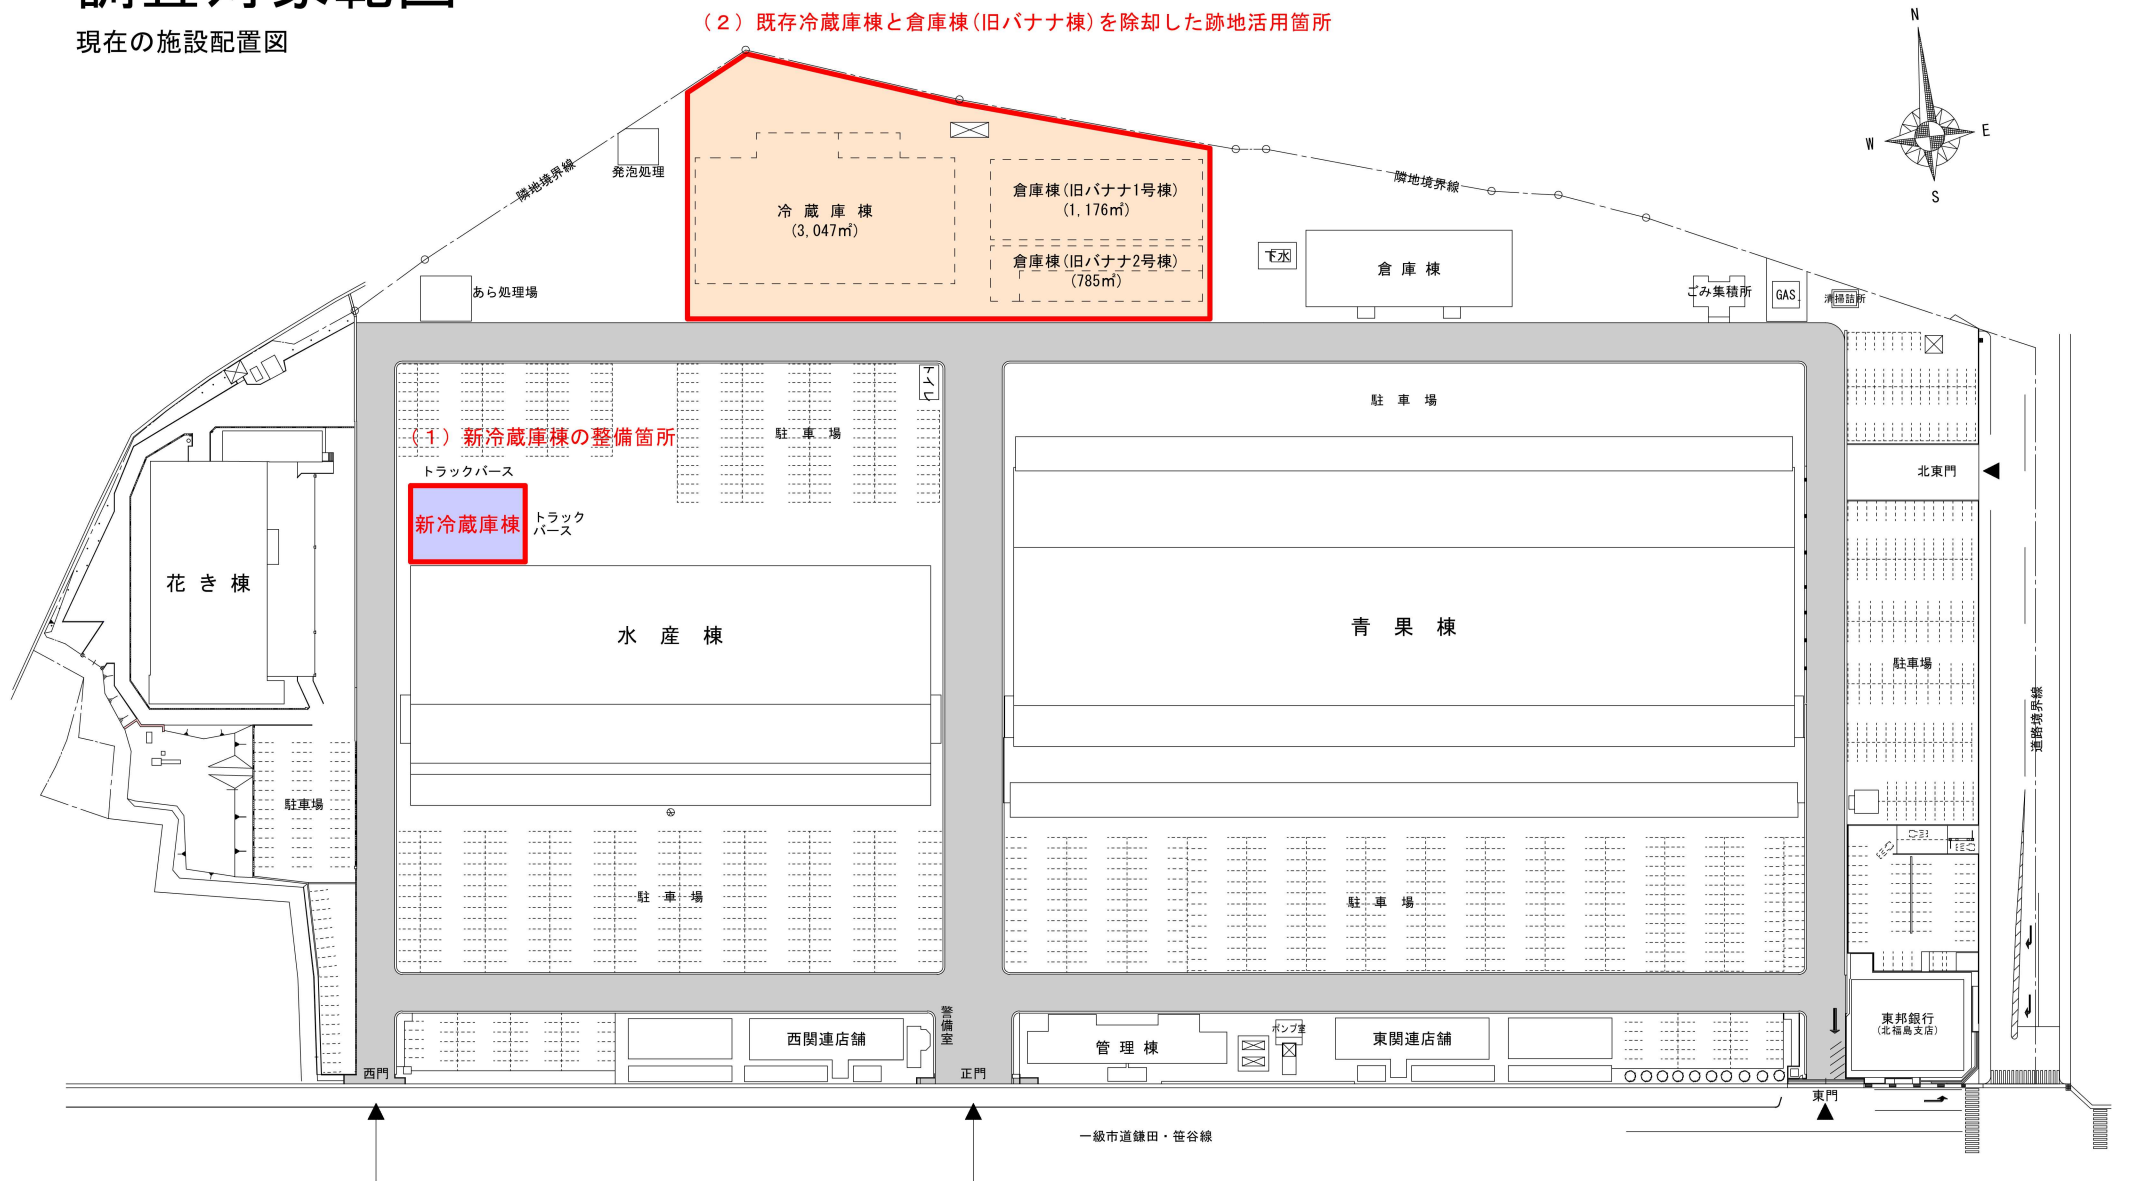 現在の施設配置図
（２）既存冷蔵庫棟と倉庫棟(旧バナナ棟)を除却した跡地活用箇所
N
W
E
S
発泡処理
隣地境界線
隣地境界線
冷蔵庫棟
(3,047㎡)
倉庫棟(旧バナナ1号棟)
(1,176㎡)
倉庫棟(旧バナナ2号棟)
(785㎡)
下水
倉庫棟
ごみ集積所
GAS
清掃詰所
あら処理場
トイレ
（１）新冷蔵庫棟の整備箇所
駐車場
駐車場
トラックバース
新冷蔵庫棟
トラック
バース
北東門
花き棟
水産棟
青果棟
駐車場
道路境界線
駐車場
駐車場
駐車場
警備室
西関連店舗
管理棟
ポンプ室
東関連店舗
東邦銀行
(北福島支店)
西門
正門
東門
一級市道鎌田・笹谷線